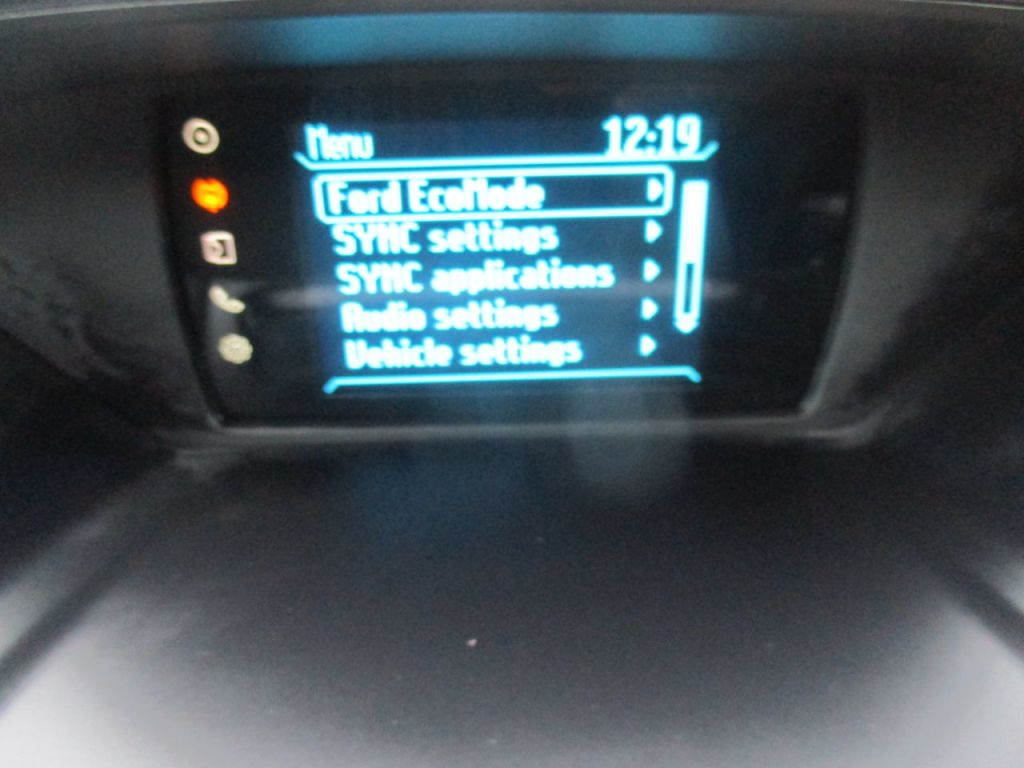 Menu
12:19
Ford EcoMode
SYNC settings
SYNC applications
Audio settings
Vehicle settings